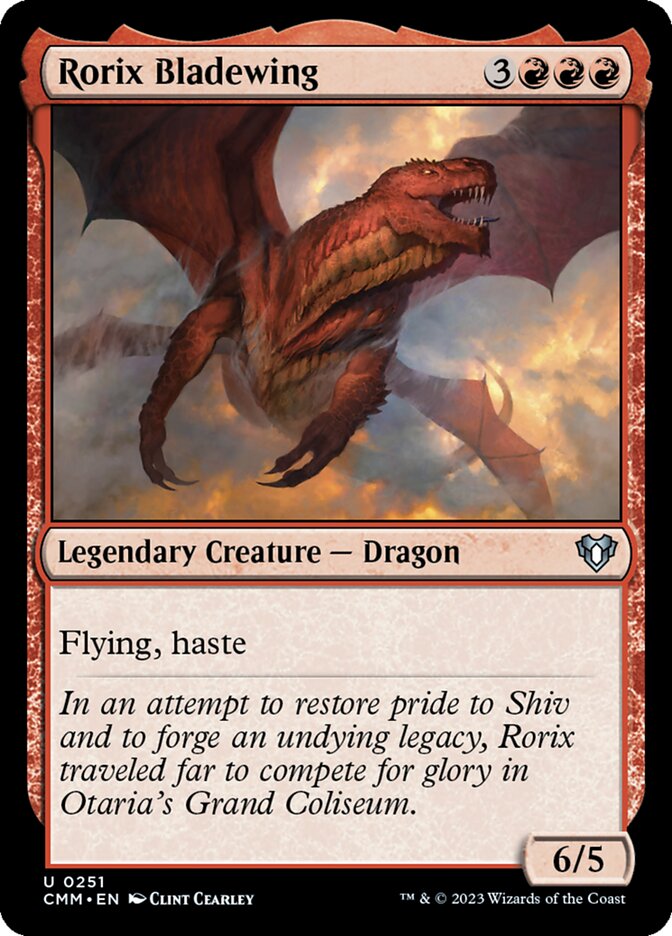 Rorix Bladewing 3
Legendary Creature — Dragon
Flying, haste
In an attempt to restore pride to Shiv
and to forge an undying legacy, Rorix
traveled far to compete for glory in
Otaria's Grand Coliseum.
6/5
U 0251
CMM • EN Clint Cearley
™ & © 2023 Wizards of the Coast